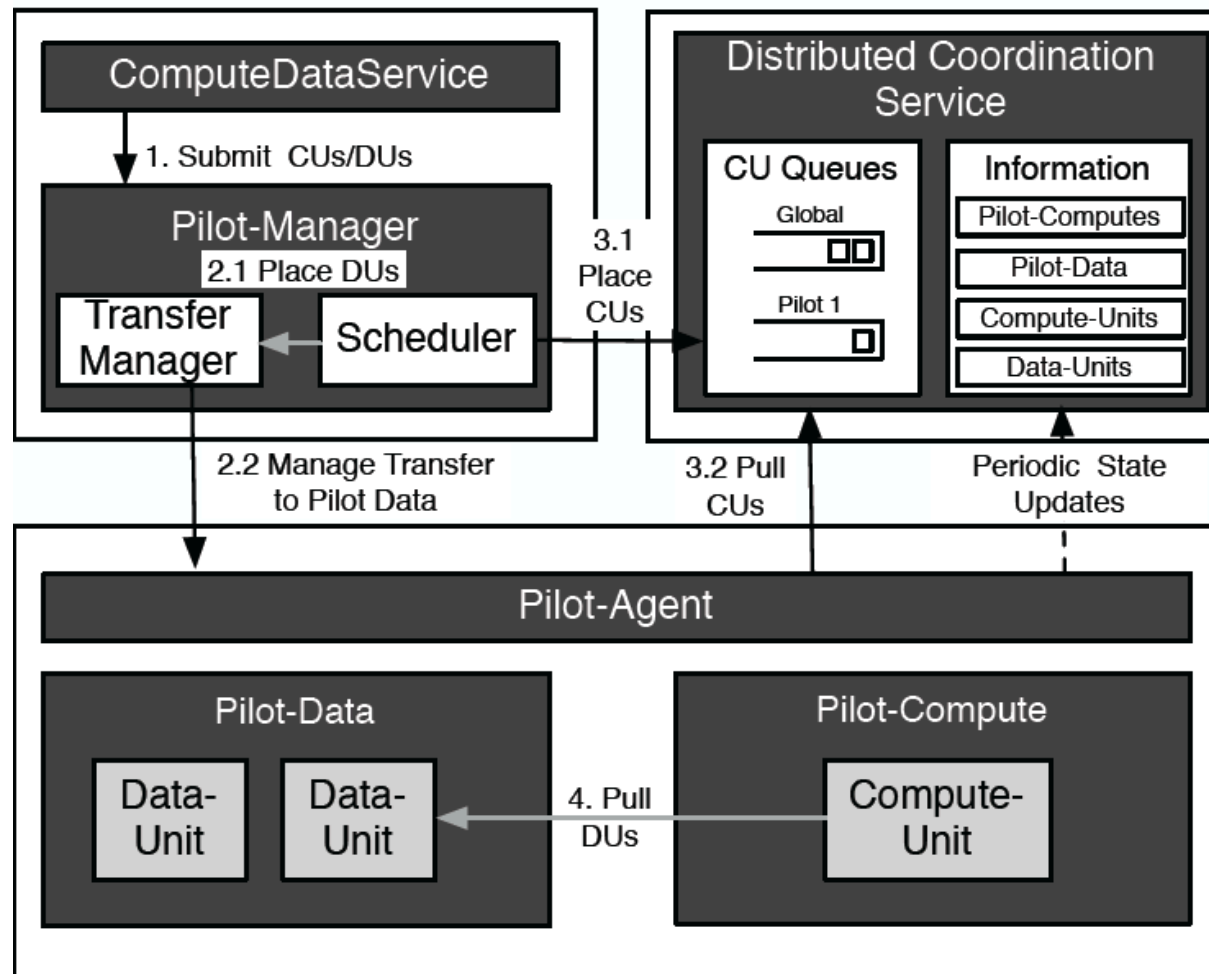 ComputeDataService
1. Submit CUs/DUs
Pilot-Manager
2.1 Place DUs
Transfer
Manager
Scheduler
3.1
Place
CUs
Distributed Coordination
Service
CU Queues
Global
Pilot 1
Information
Pilot-Computes
Pilot-Data
Compute-Units
Data-Units
2.2 Manage Transfer
to Pilot Data
3.2 Pull
CUs
Periodic State
Updates
Pilot-Agent
Pilot-Data
Data-
Unit
Data-
Unit
4. Pull
DUs
Pilot-Compute
Compute-
Unit